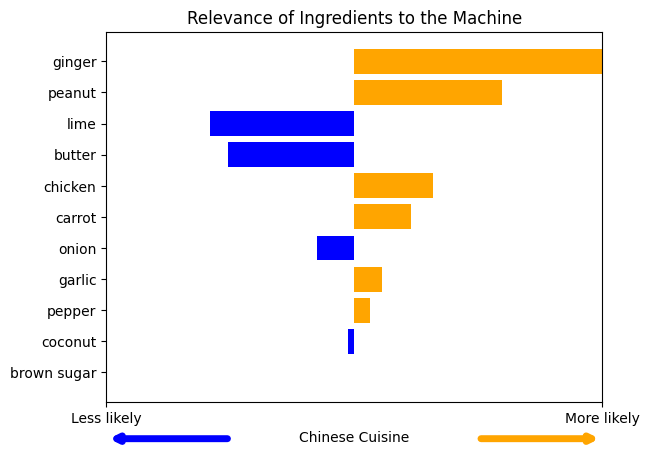 Relevance of Ingredients to the Machine
ginger
peanut
lime
butter
chicken
carrot
onion
garlic
pepper
coconut
brown sugar
Less likely
More likely
Chinese Cuisine